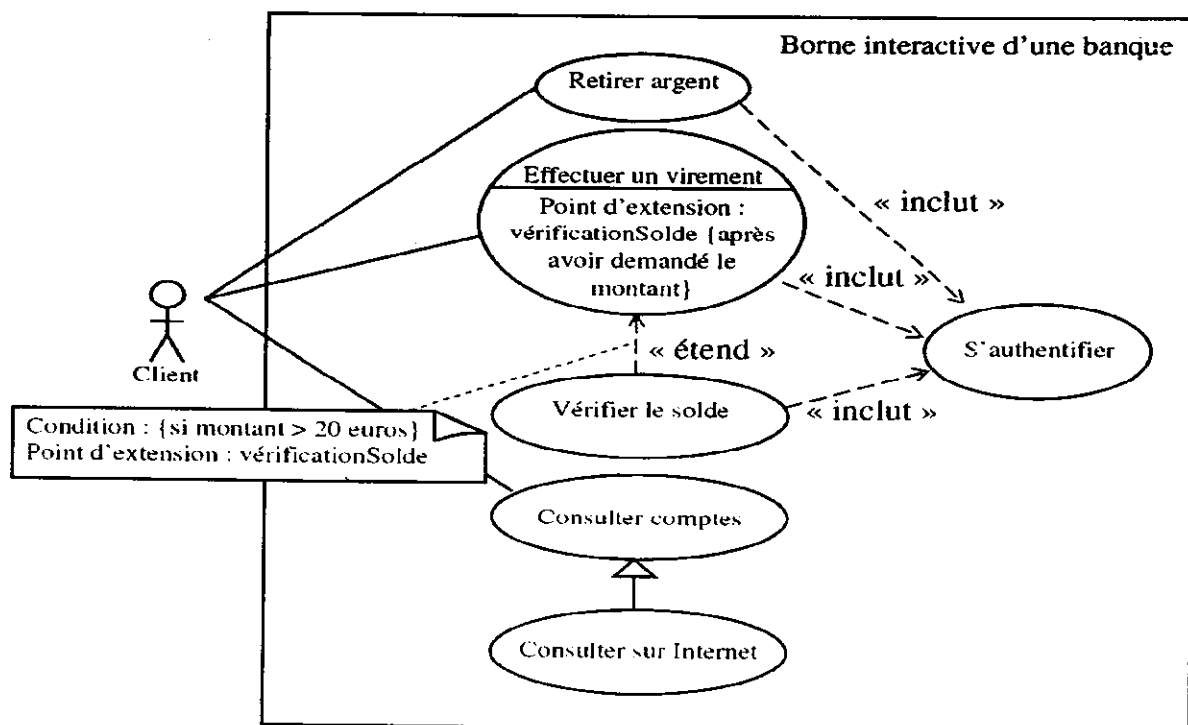 Borne interactive d'une banque
Retirer argent
Effectuer un virement
Point d'extension :
vérificationSolde {après
avoir demandé le
montant}
« inclut »
« inclut »
S'authentifier
« étend »
Client
Vérifier le solde
« inclut »
Condition : {si montant > 20 euros}
Point d'extension : vérificationSolde
Consulter comptes
Consulter sur Internet